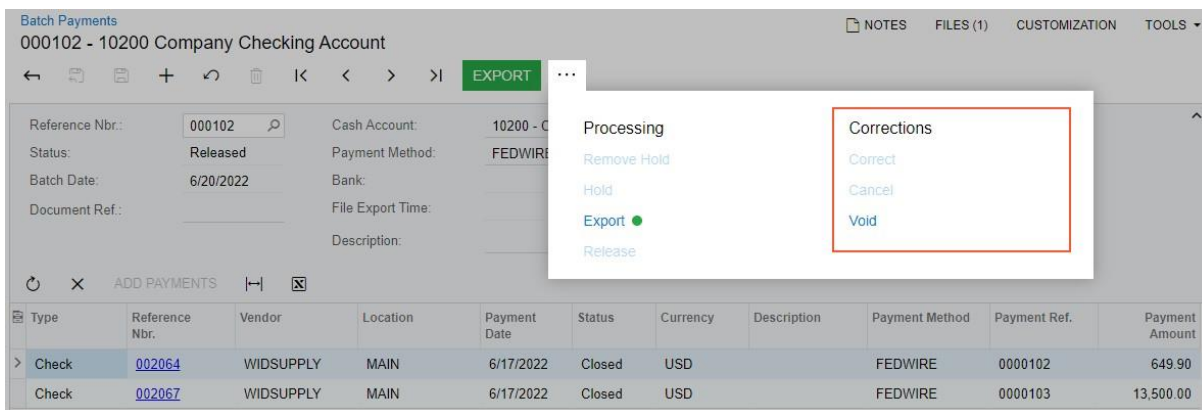 Batch Payments
NOTES FILES (1) CUSTOMIZATION TOOLS
000102 - 10200 Company Checking Account
EXPORT ...
Reference Nbr.: 000102 Cash Account: 10200 - C
Status: Released Payment Method: FEDWIRE
Batch Date: 6/20/2022 Bank:
Document Ref.: File Export Time:
Description:
Processing Corrections
Remove Hold Correct
Hold Cancel
Export Void
Release
ADD PAYMENTS
Type Reference Nbr. Vendor Location Payment Date Status Currency Description Payment Method Payment Ref. Payment Amount
Check 002064 WIDSUPPLY MAIN 6/17/2022 Closed USD FEDWIRE 0000102 649.90
Check 002067 WIDSUPPLY MAIN 6/17/2022 Closed USD FEDWIRE 0000103 13,500.00